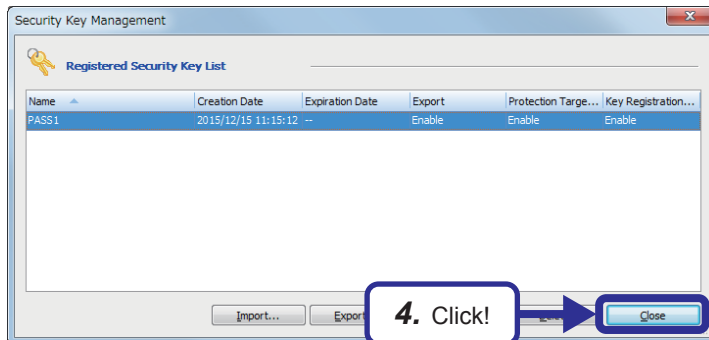 Security Key Management
Registered Security Key List
Name Creation Date Expiration Date Export Protection Targe... Key Registration...
PASS1 2015/12/15 11:15:12 -- Enable Enable Enable
Import... Export 4. Click! Close